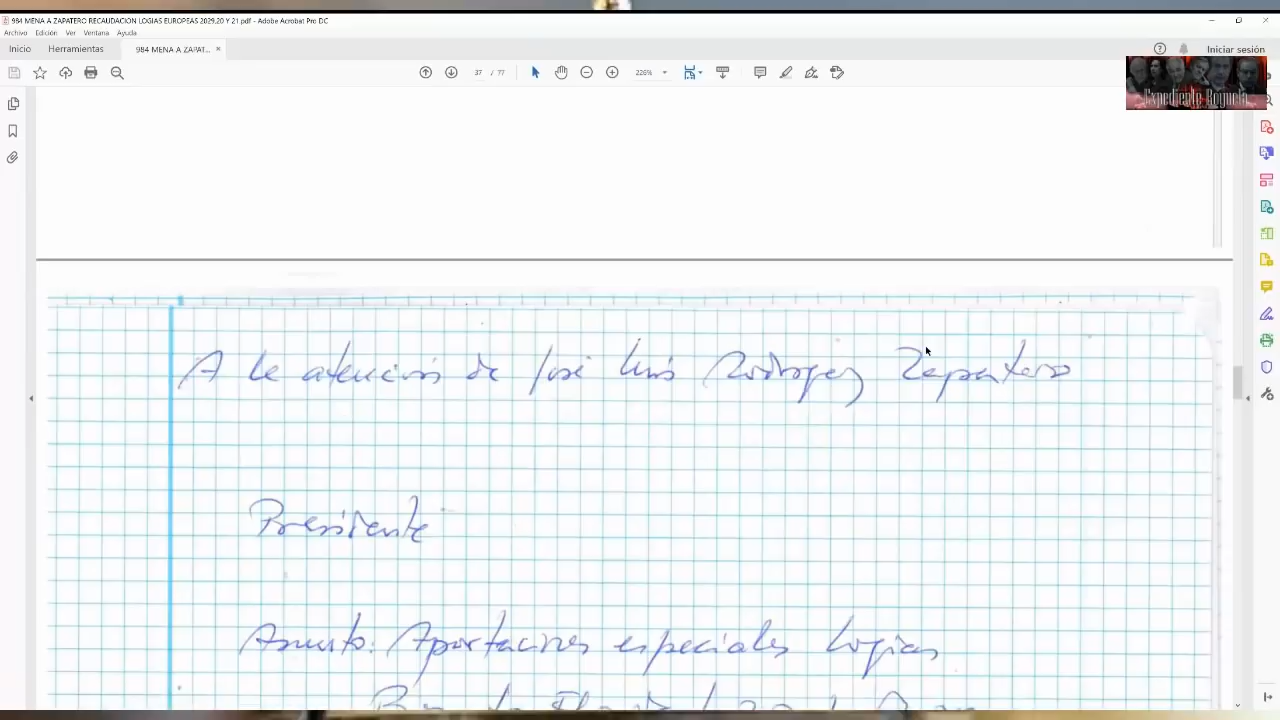 984 MENA A ZAPATERO RECAUDACION LOGIAS EUROPEAS 2029.20 Y 21.pdf - Adobe Acrobat Pro DC
Archivo Edición Ver Ventana Ayuda
Inicio Herramientas 984 MENA A ZAPAT... × Iniciar sesión
37 / 77 226%
Expediente Royuela
A la atención de José Luis Rodríguez Zapatero
Presidente
Asunto: Aportaciones especiales Logias